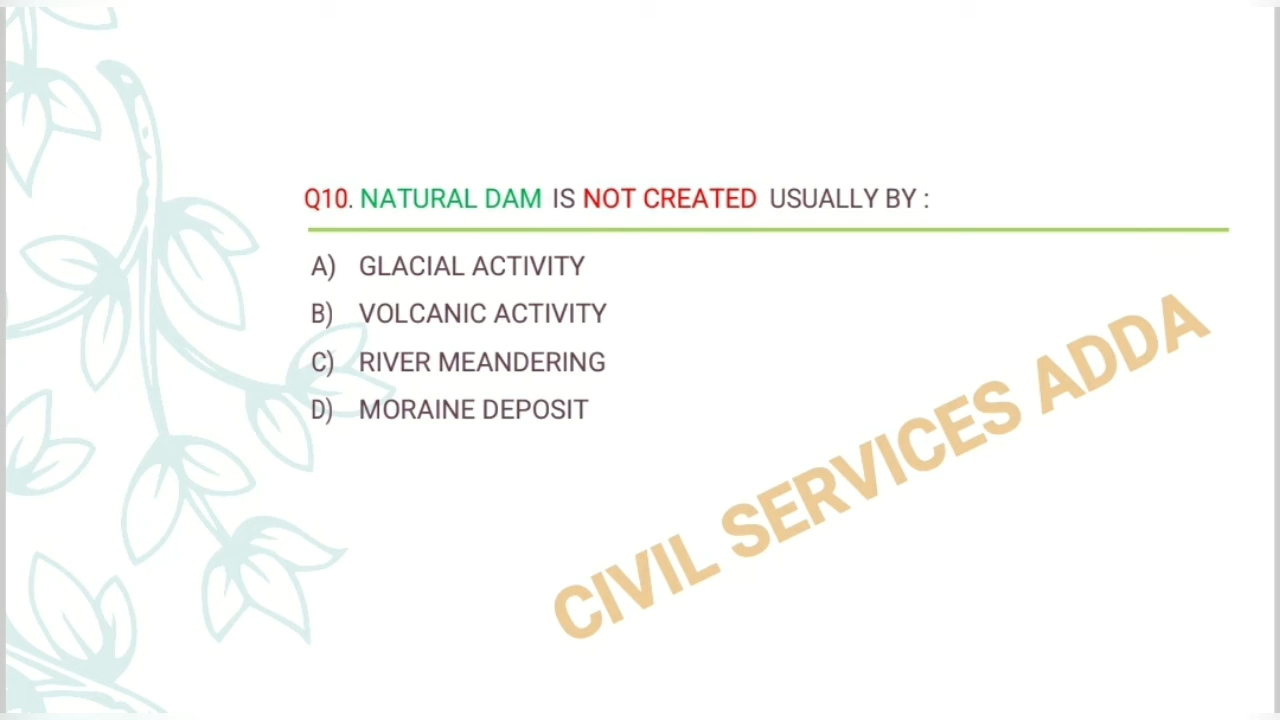 Q10. NATURAL DAM IS NOT CREATED USUALLY BY :
A) GLACIAL ACTIVITY
B) VOLCANIC ACTIVITY
C) RIVER MEANDERING
D) MORAINE DEPOSIT
CIVIL SERVICES ADDA